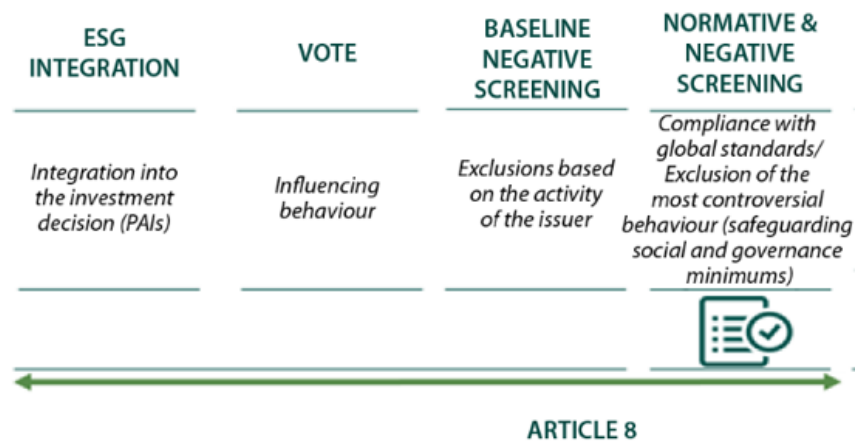 ESG
INTEGRATION
VOTE
BASELINE
NEGATIVE
SCREENING
NORMATIVE &
NEGATIVE
SCREENING
Integration into
the investment
decision (PAIs)
Influencing
behaviour
Exclusions based
on the activity
of the issuer
Compliance with
global standards/
Exclusion of the
most controversial
behaviour (safeguarding
social and governance
minimums)
ARTICLE 8